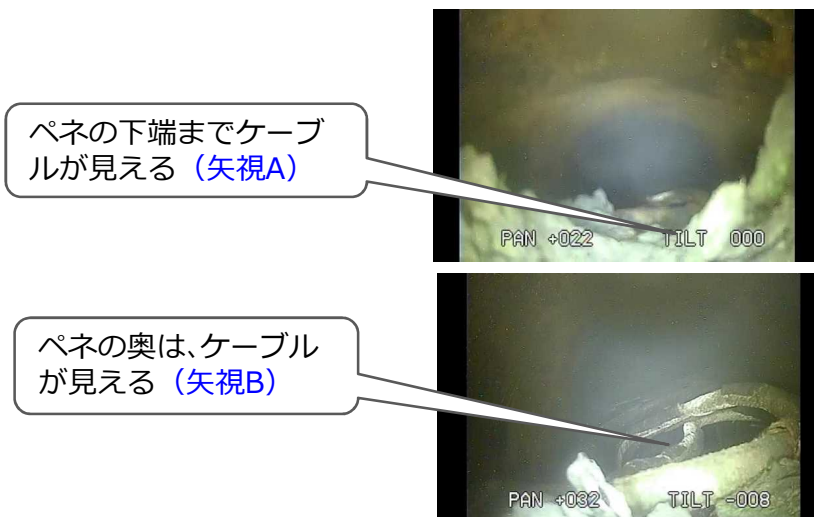 ペネの下端までケーブ
ルが見える（矢視A）
PAN +022 TILT 000
ペネの奥は、ケーブル
が見える（矢視B）
PAN +032 TILT -008